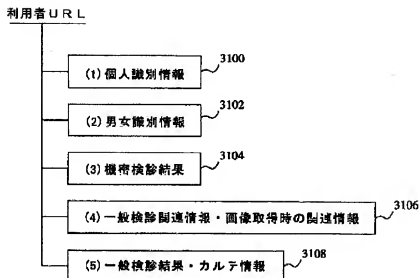 利用者URL
3100
(1)個人識別情報
3102
(2)男女識別情報
3104
(3)機密検診結果
3106
(4)一般検診関連情報・画像取得時の関連情報
3108
(5)一般検診結果・カルテ情報